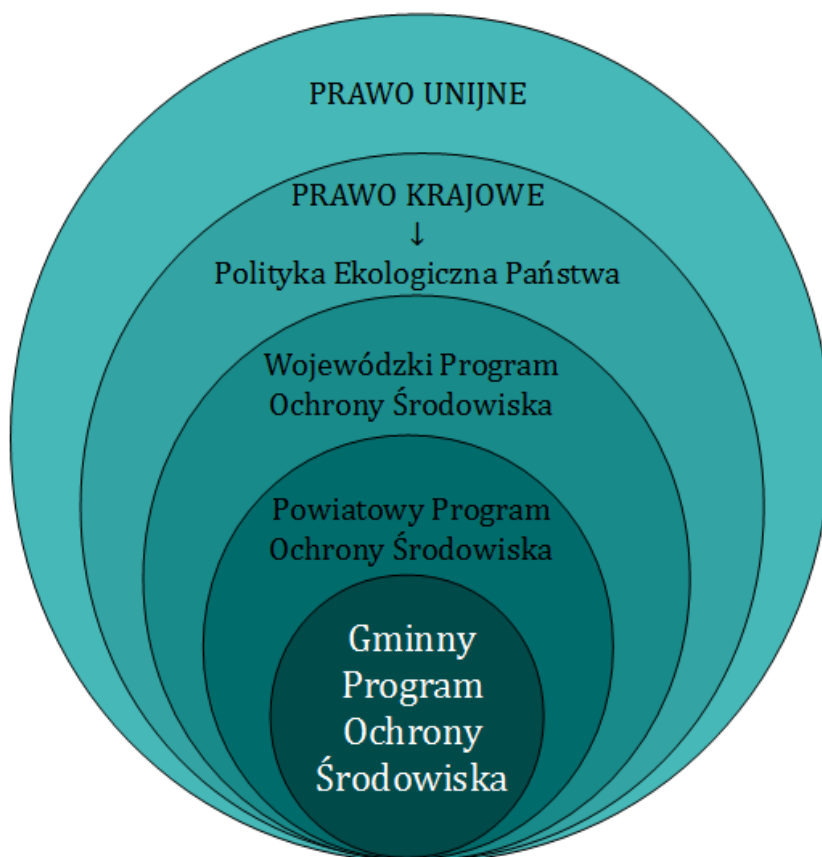 PRAWO UNIJNE
PRAWO KRAJOWE
↓
Polityka Ekologiczna Państwa
Wojewódzki Program
Ochrony Środowiska
Powiatowy Program
Ochrony Środowiska
Gminny
Program
Ochrony
Środowiska